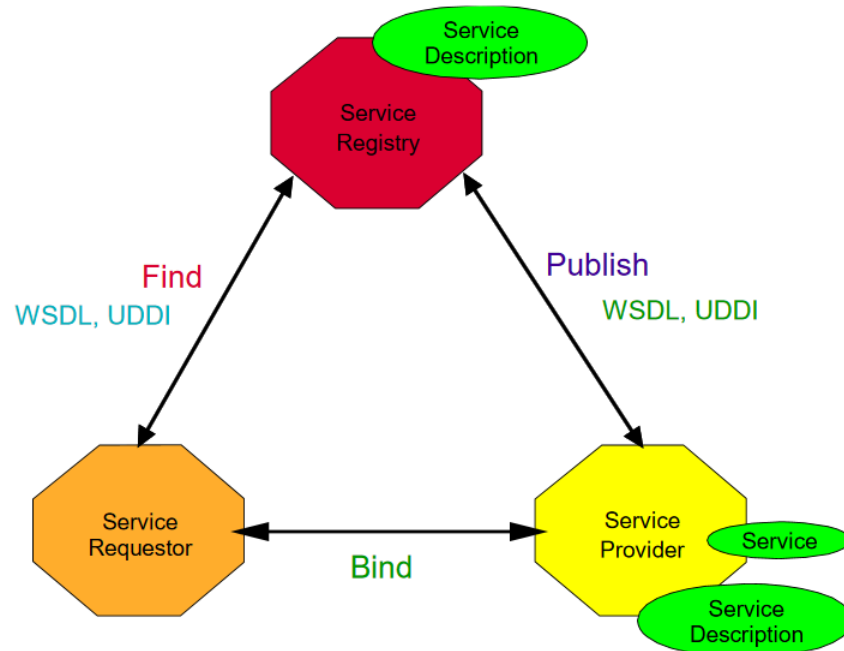 Service
Description
Service
Registry
Find
Publish
WSDL, UDDI
WSDL, UDDI
Service
Requestor
Service
Provider
Service
Bind
Service
Description